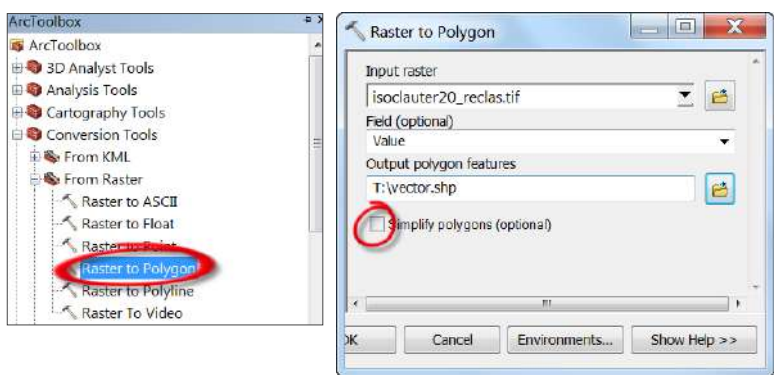 ArcToolbox
ArcToolbox
3D Analyst Tools
Analysis Tools
Cartography Tools
Conversion Tools
From KML
From Raster
Raster to ASCII
Raster to Float
Raster to Point
Raster to Polygon
Raster to Polyline
Raster To Video
Raster to Polygon
Input raster
isoclauter20_reclas.tif
Field (optional)
Value
Output polygon features
T:\vector.shp
Simplify polygons (optional)
OK Cancel Environments... Show Help >>